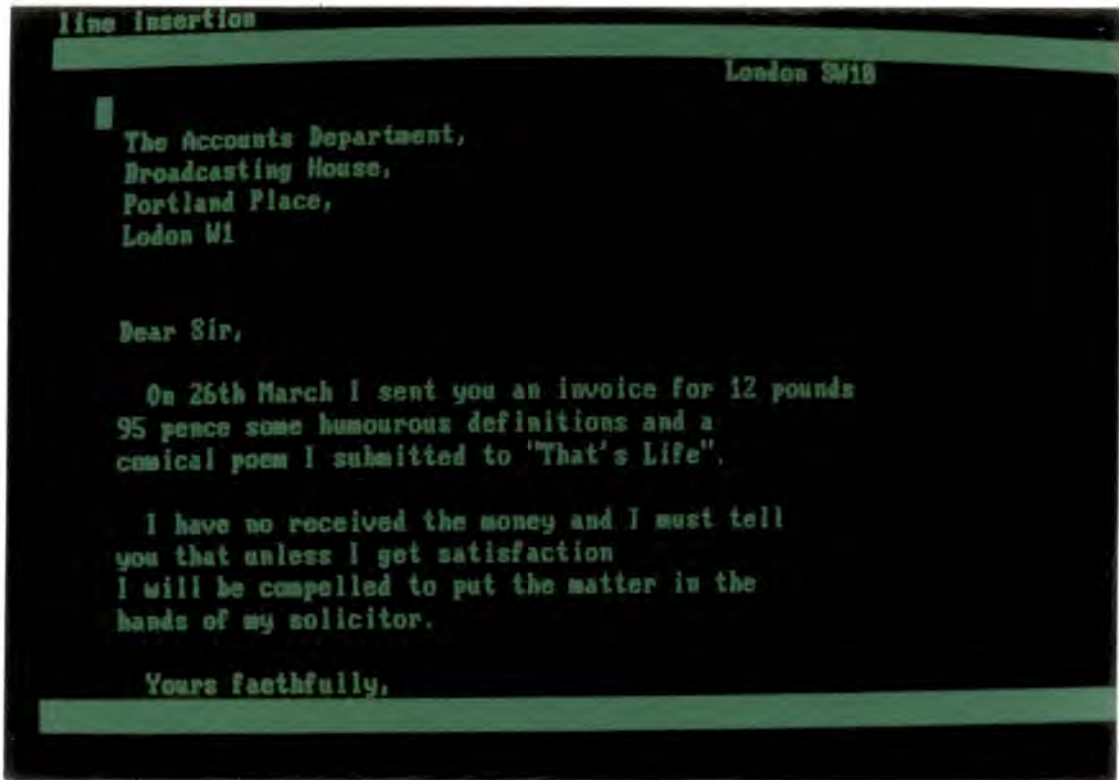 line insertion
London SW10
The Accounts Department,
Broadcasting House,
Portland Place,
Lodon W1
Dear Sir,
On 26th March I sent you an invoice for 12 pounds
95 pence some humourous definitions and a
comical poem I submitted to "That's Life".
I have no received the money and I must tell
you that unless I get satisfaction
I will be compelled to put the matter in the
hands of my solicitor.
Yours faethfully,